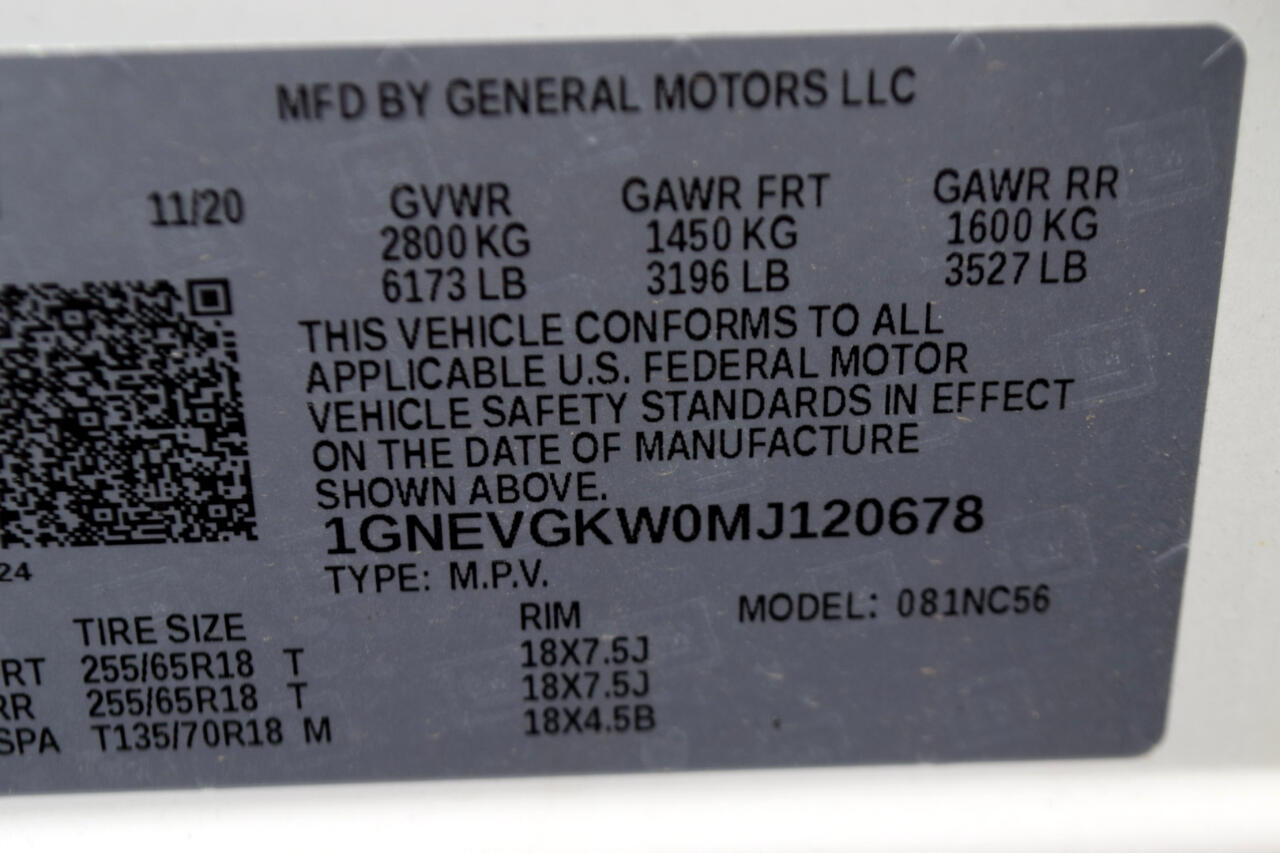 MFD BY GENERAL MOTORS LLC
11/20 GVWR GAWR FRT GAWR RR
2800 KG 1450 KG 1600 KG
6173 LB 3196 LB 3527 LB
THIS VEHICLE CONFORMS TO ALL
APPLICABLE U.S. FEDERAL MOTOR
VEHICLE SAFETY STANDARDS IN EFFECT
ON THE DATE OF MANUFACTURE
SHOWN ABOVE.
1GNEVGKW0MJ120678
24
TYPE: M.P.V.
TIRE SIZE RIM MODEL: 081NC56
RT 255/65R18 T 18X7.5J
RR 255/65R18 T 18X7.5J
SPA T135/70R18 M 18X4.5B